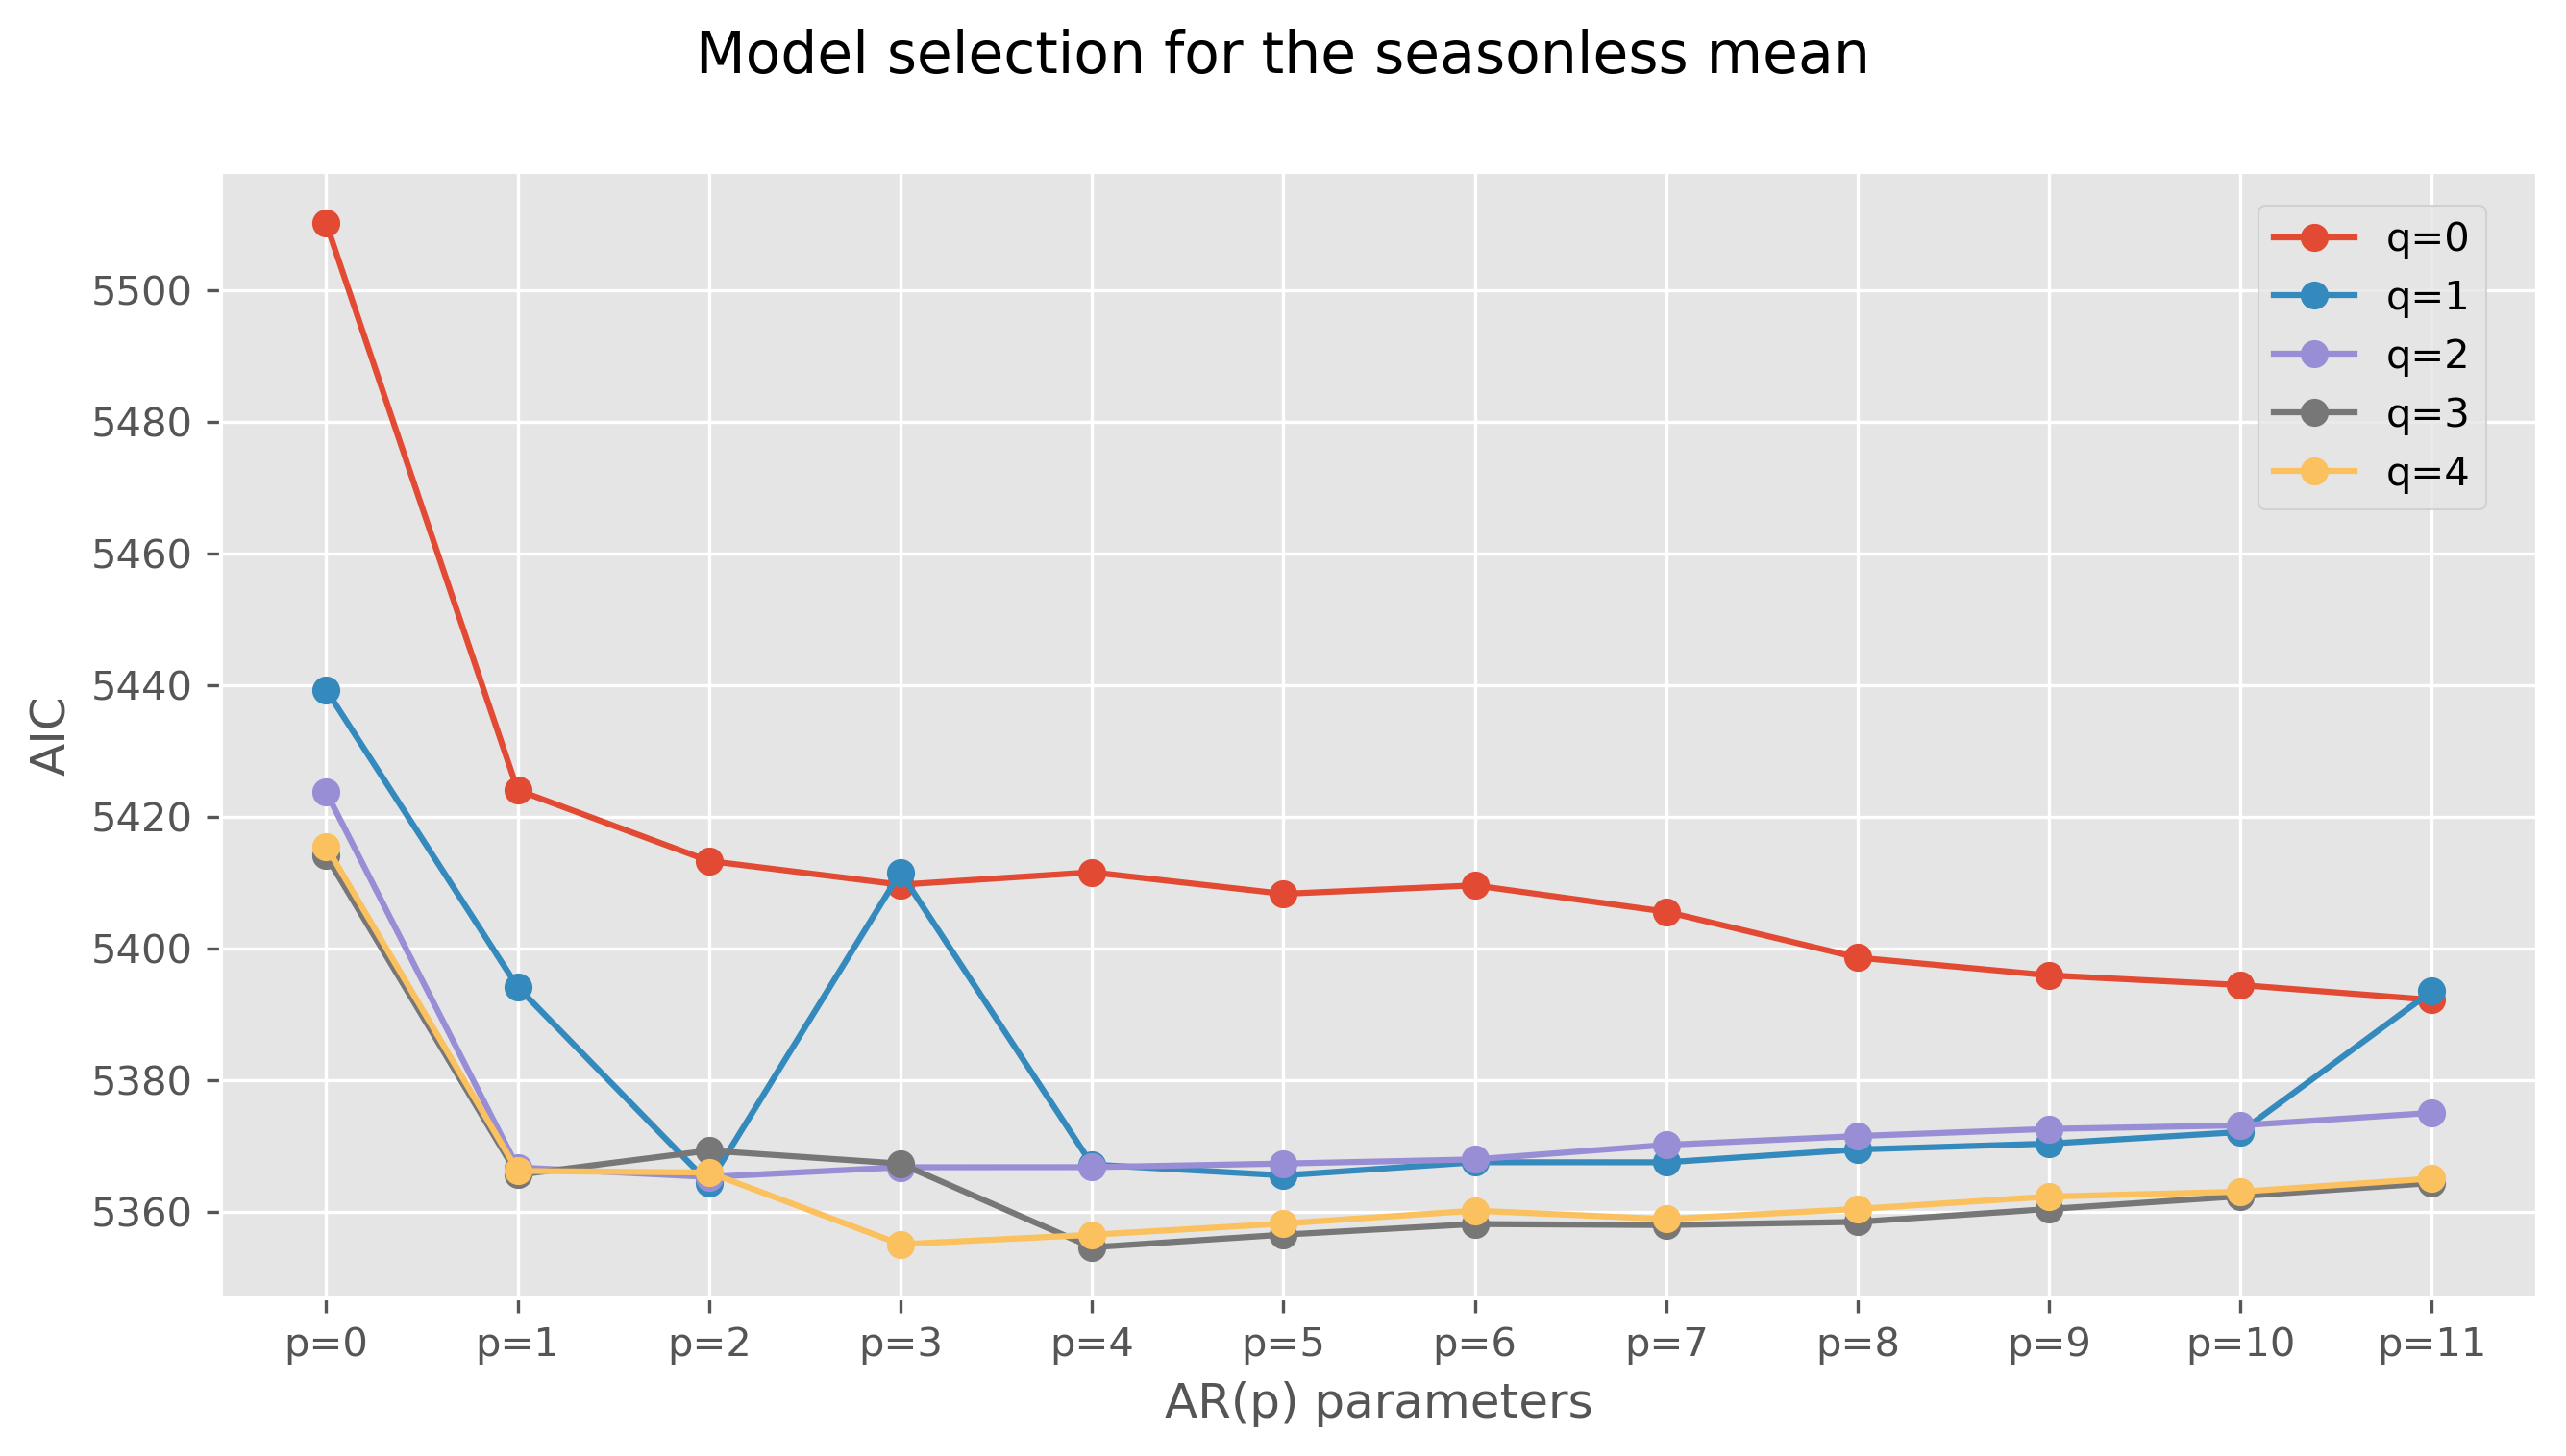 Model selection for the seasonless mean
q=0
q=1
q=2
q=3
q=4
5500
5480
5460
5440
5420
5400
5380
5360
AIC
p=0 p=1 p=2 p=3 p=4 p=5 p=6 p=7 p=8 p=9 p=10 p=11
AR(p) parameters